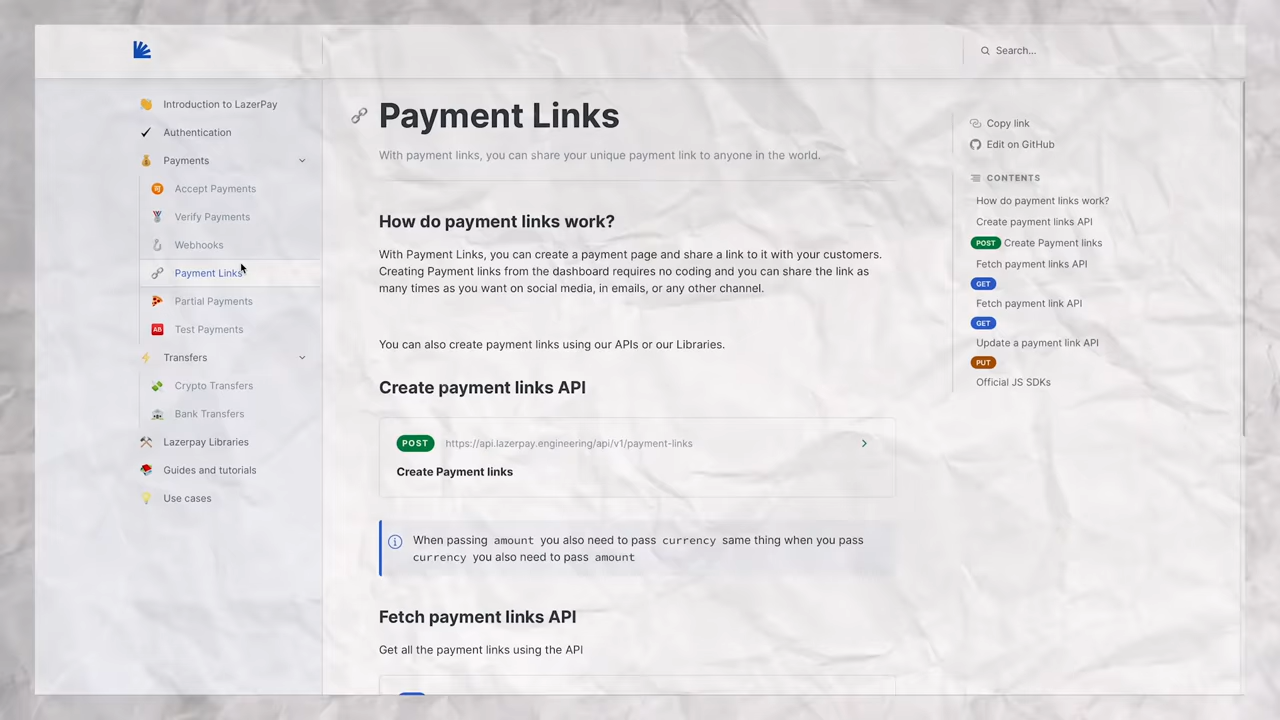 Search...
Introduction to LazerPay
Authentication
Payments
Accept Payments
Verify Payments
Webhooks
Payment Links
Partial Payments
AB Test Payments
Transfers
Crypto Transfers
Bank Transfers
Lazerpay Libraries
Guides and tutorials
Use cases
Payment Links
With payment links, you can share your unique payment link to anyone in the world.
How do payment links work?
With Payment Links, you can create a payment page and share a link to it with your customers.
Creating Payment links from the dashboard requires no coding and you can share the link as
many times as you want on social media, in emails, or any other channel.
You can also create payment links using our APIs or our Libraries.
Create payment links API
POST https://api.lazerpay.engineering/api/v1/payment-links
Create Payment links
When passing amount you also need to pass currency same thing when you pass
currency you also need to pass amount
Fetch payment links API
Get all the payment links using the API
Copy link
Edit on GitHub
CONTENTS
How do payment links work?
Create payment links API
POST Create Payment links
Fetch payment links API
GET
Fetch payment link API
GET
Update a payment link API
PUT
Official JS SDKs